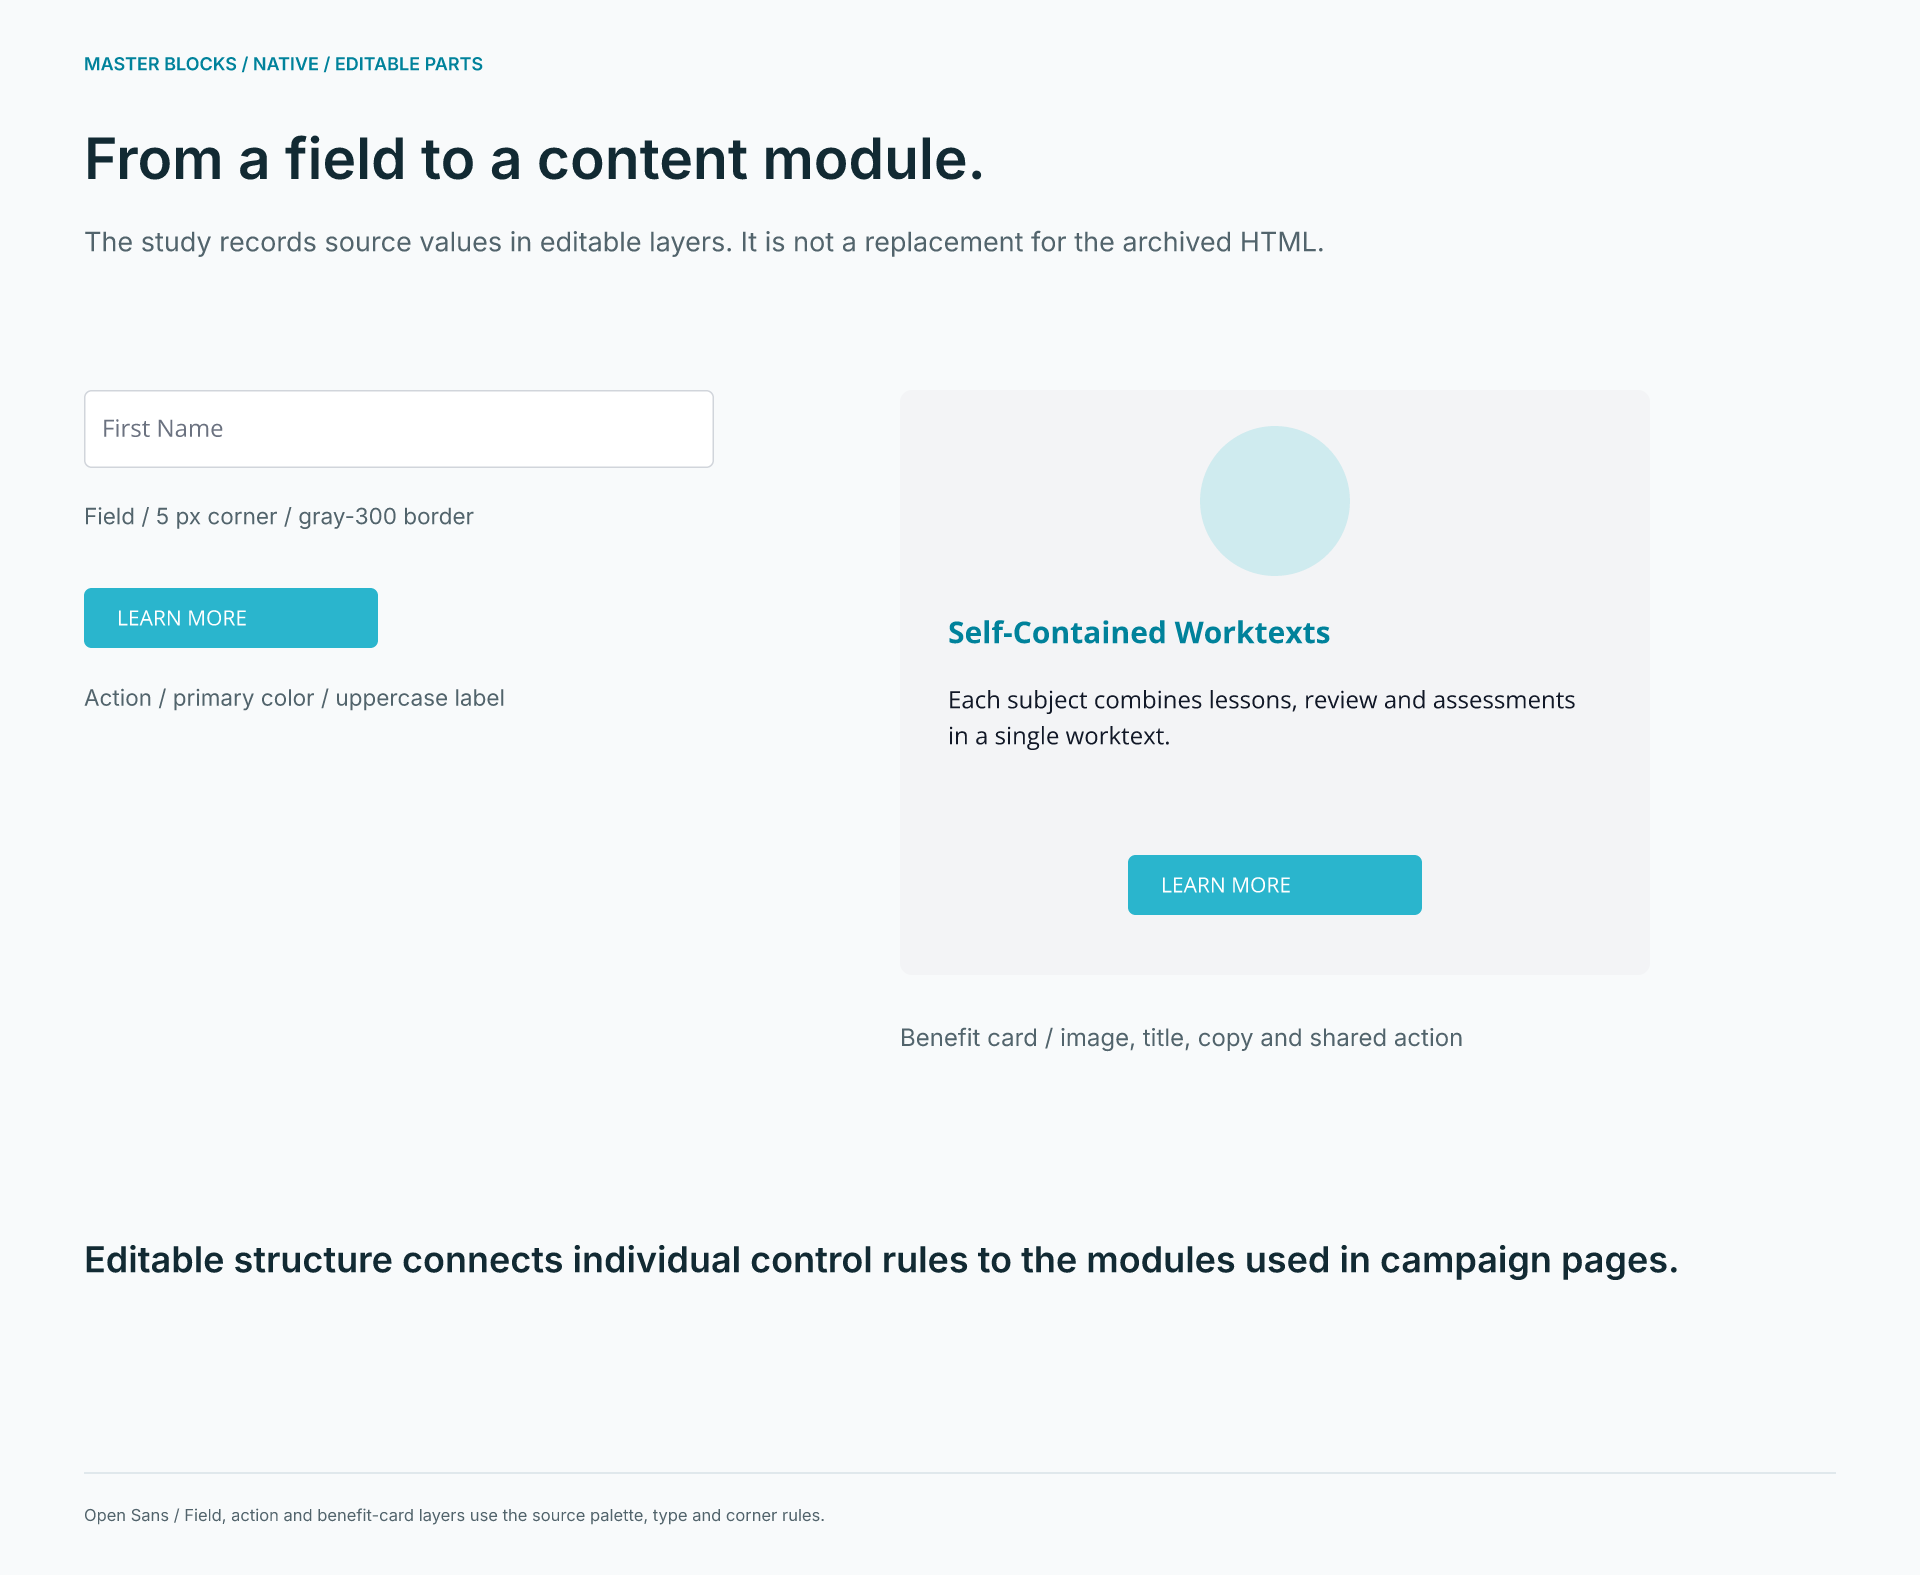 MASTER BLOCKS / NATIVE / EDITABLE PARTS
From a field to a content module.
The study records source values in editable layers. It is not a replacement for the archived HTML.
First Name
Field / 5 px corner / gray-300 border
LEARN MORE
Action / primary color / uppercase label
Self-Contained Worktexts
Each subject combines lessons, review and assessments
in a single worktext.
LEARN MORE
Benefit card / image, title, copy and shared action
Editable structure connects individual control rules to the modules used in campaign pages.
Open Sans / Field, action and benefit-card layers use the source palette, type and corner rules.